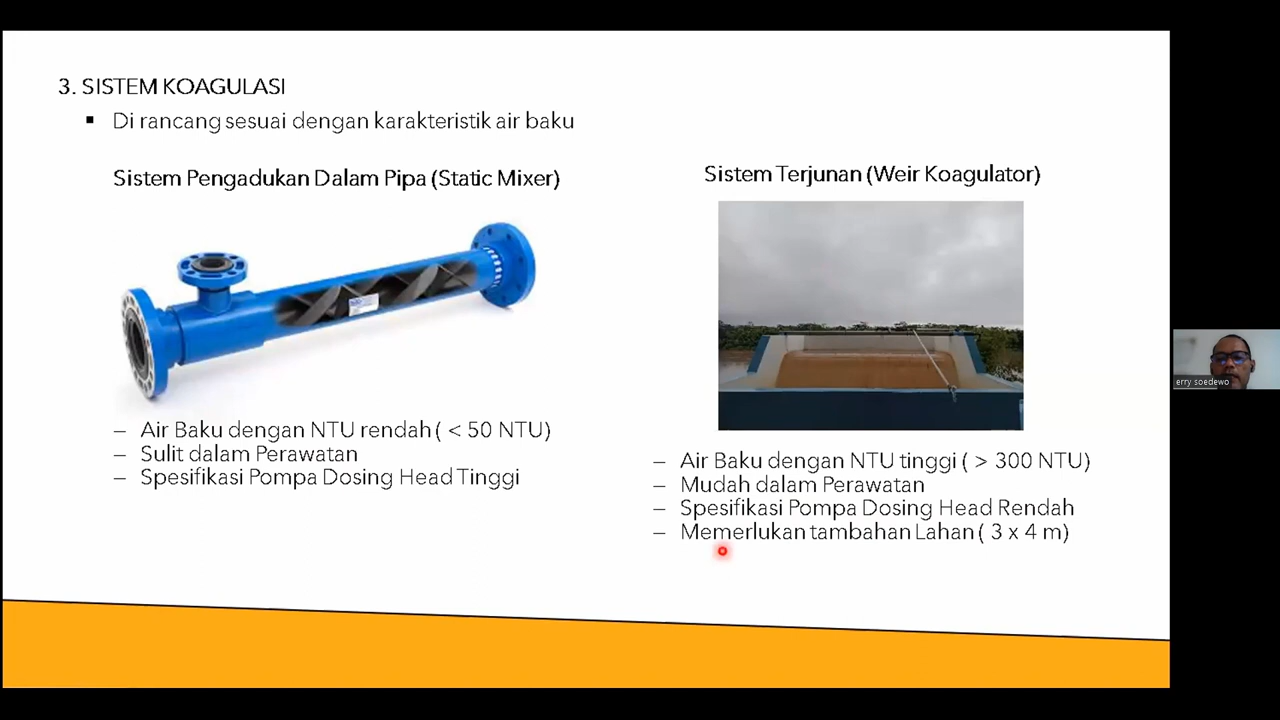 3. SISTEM KOAGULASI
▪ Di rancang sesuai dengan karakteristik air baku
Sistem Pengadukan Dalam Pipa (Static Mixer)
– Air Baku dengan NTU rendah ( < 50 NTU)
– Sulit dalam Perawatan
– Spesifikasi Pompa Dosing Head Tinggi
Sistem Terjunan (Weir Koagulator)
– Air Baku dengan NTU tinggi ( > 300 NTU)
– Mudah dalam Perawatan
– Spesifikasi Pompa Dosing Head Rendah
– Memerlukan tambahan Lahan ( 3 x 4 m)
erry soedewo